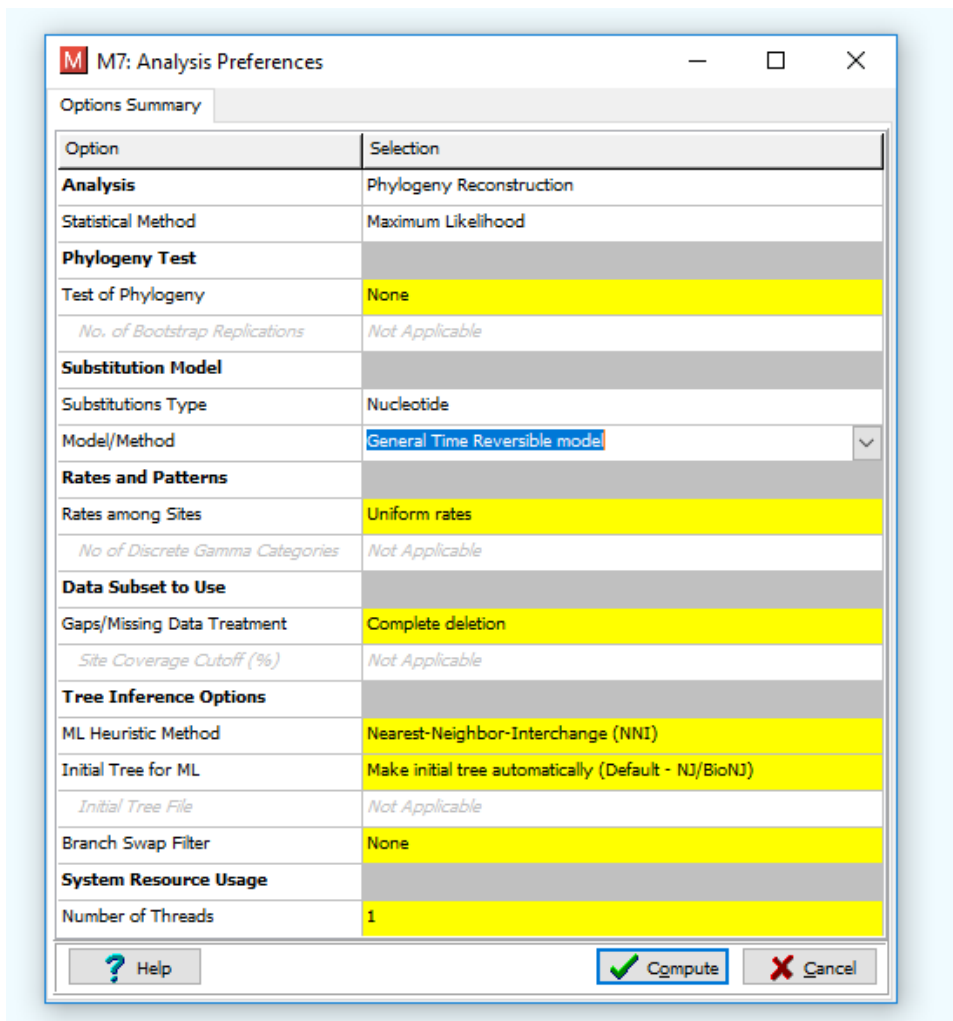 M M7: Analysis Preferences
Options Summary
Option Selection
Analysis Phylogeny Reconstruction
Statistical Method Maximum Likelihood
Phylogeny Test
Test of Phylogeny None
No. of Bootstrap Replications Not Applicable
Substitution Model
Substitutions Type Nucleotide
Model/Method General Time Reversible model
Rates and Patterns
Rates among Sites Uniform rates
No of Discrete Gamma Categories Not Applicable
Data Subset to Use
Gaps/Missing Data Treatment Complete deletion
Site Coverage Cutoff (%) Not Applicable
Tree Inference Options
ML Heuristic Method Nearest-Neighbor-Interchange (NNI)
Initial Tree for ML Make initial tree automatically (Default - NJ/BioNJ)
Initial Tree File Not Applicable
Branch Swap Filter None
System Resource Usage
Number of Threads 1
? Help Compute Cancel